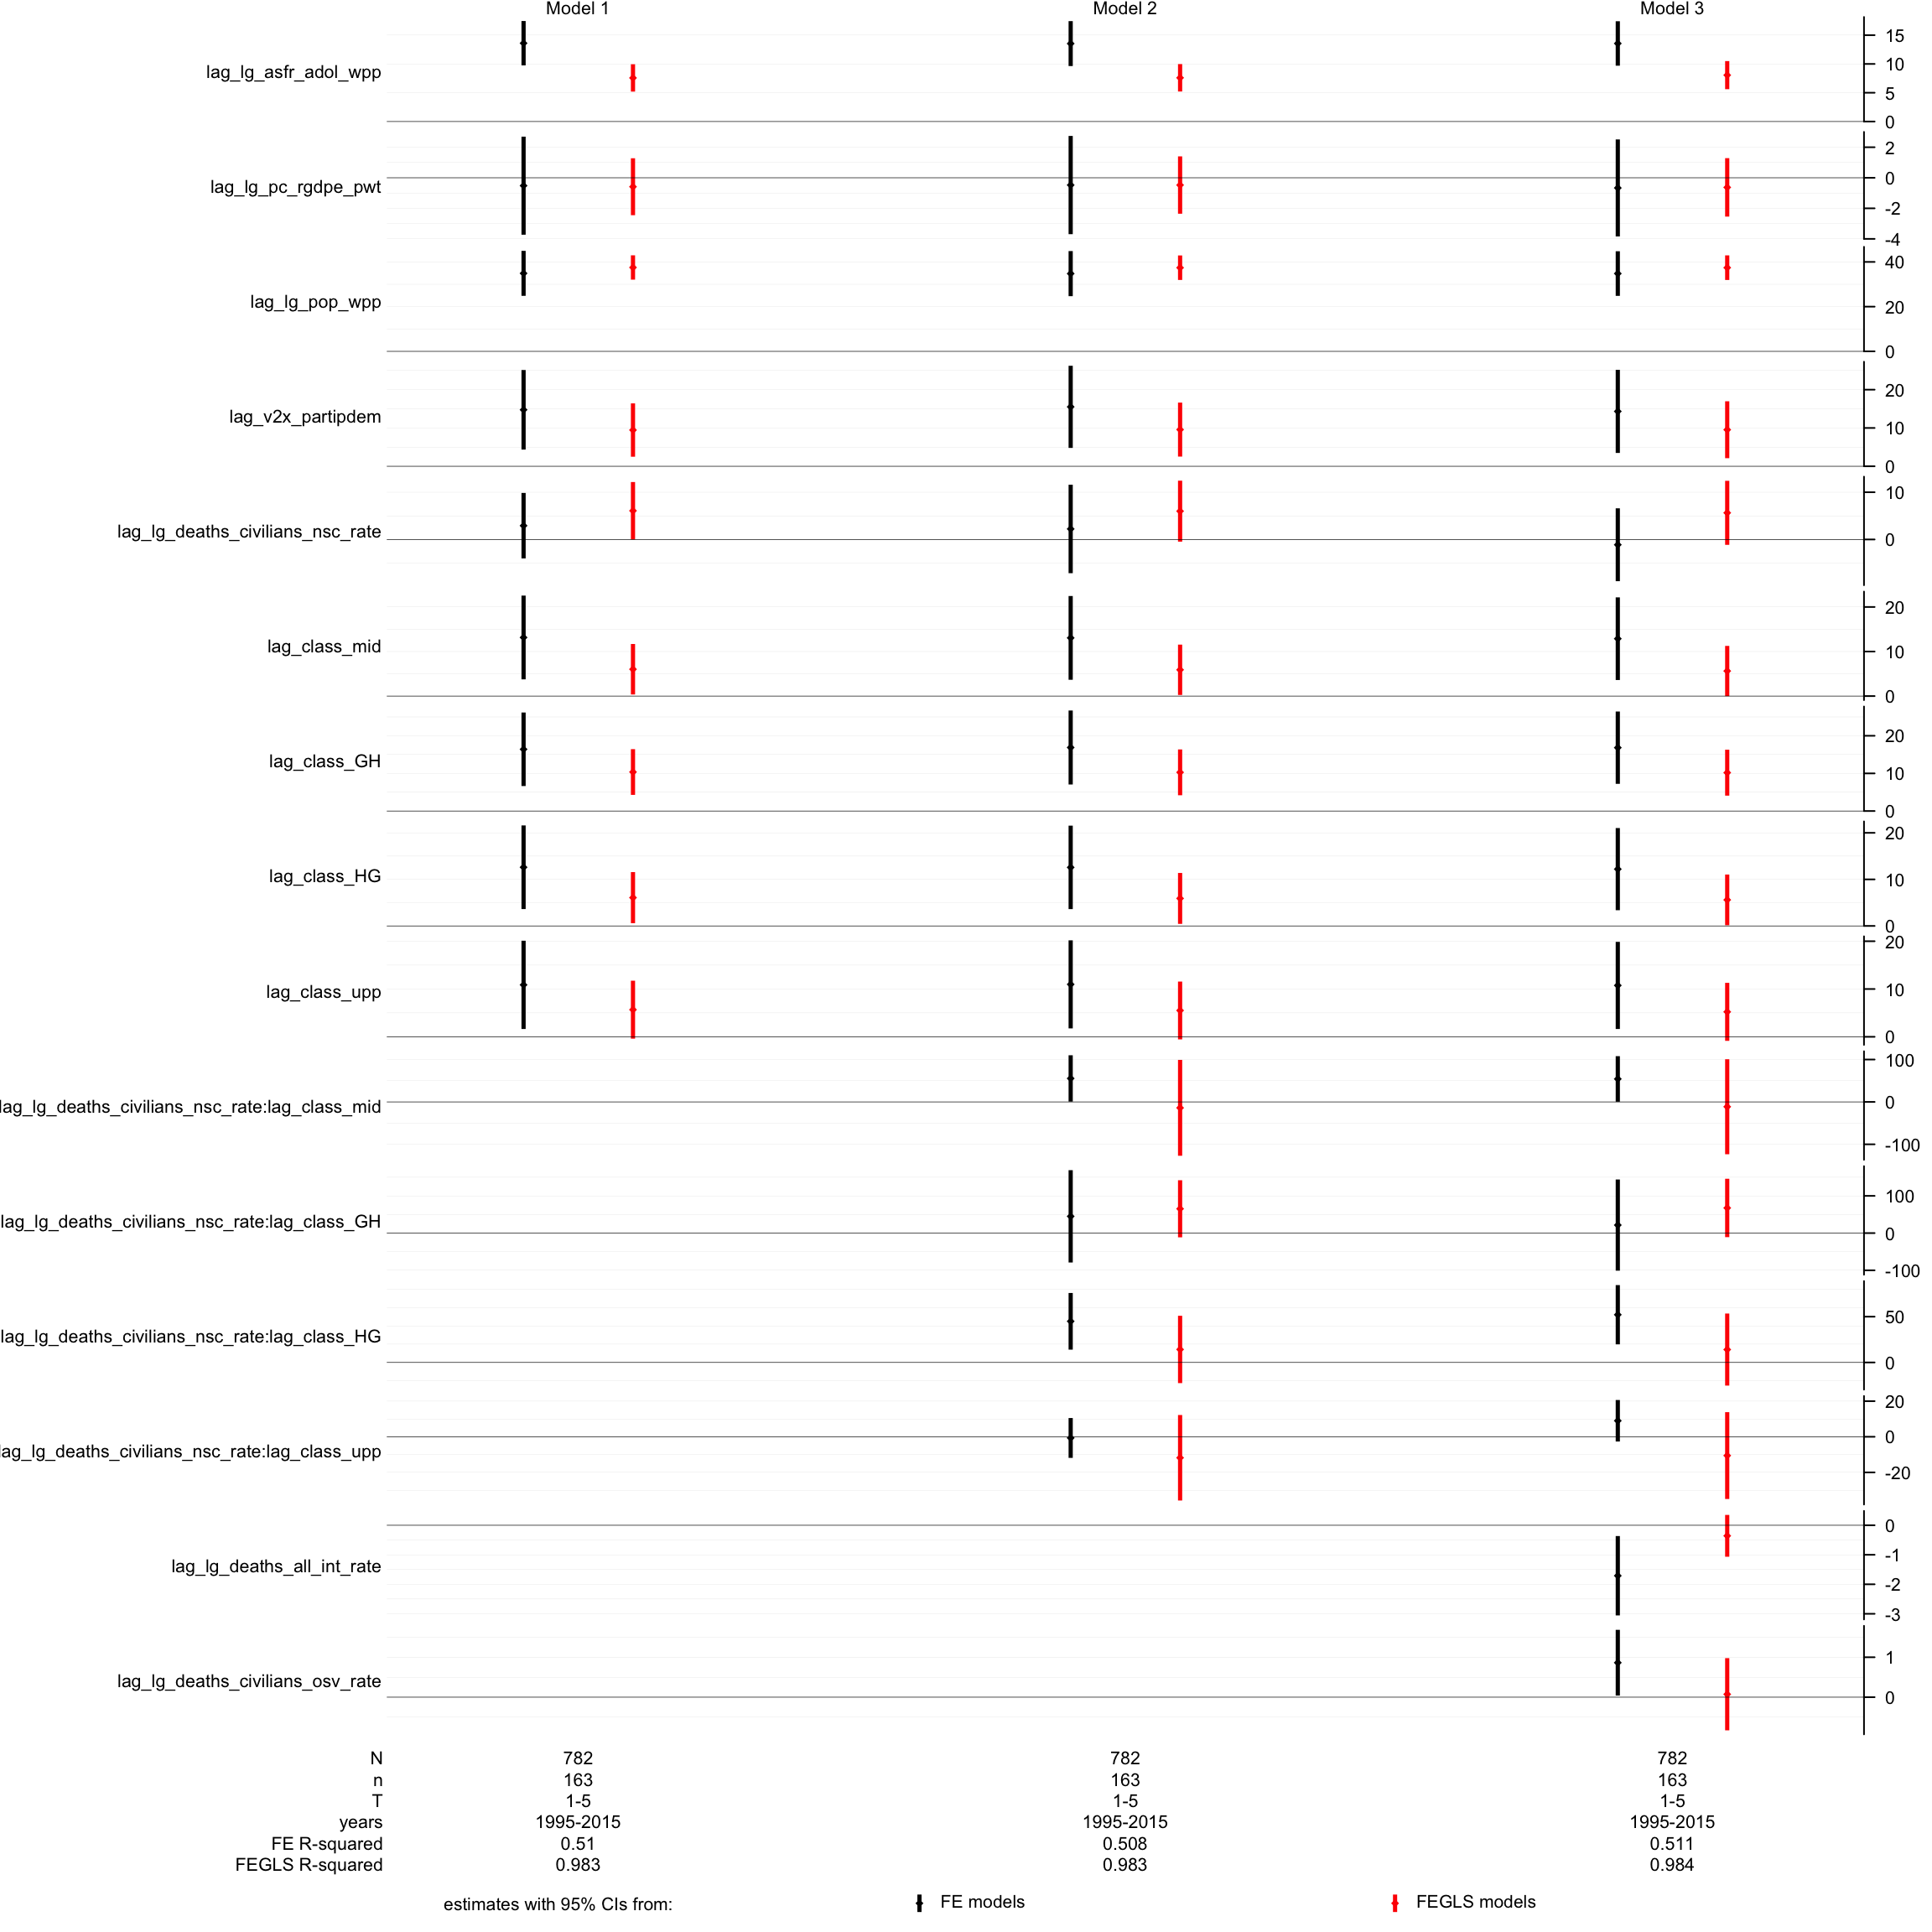 Model 1 Model 2 Model 3
15
lag_lg_asfr_adol_wpp 10
5
0
2
lag_lg_pc_rgdpe_pwt 0
-2
-4
40
lag_lg_pop_wpp 20
0
20
lag_v2x_partipdem 10
0
10
lag_lg_deaths_civilians_nsc_rate 0
20
lag_class_mid 10
0
20
lag_class_GH 10
0
20
lag_class_HG 10
0
20
lag_class_upp 10
0
100
lag_lg_deaths_civilians_nsc_rate:lag_class_mid 0
-100
100
lag_lg_deaths_civilians_nsc_rate:lag_class_GH 0
-100
50
lag_lg_deaths_civilians_nsc_rate:lag_class_HG 0
20
0
lag_lg_deaths_civilians_nsc_rate:lag_class_upp
-20
0
-1
lag_lg_deaths_all_int_rate
-2
-3
1
lag_lg_deaths_civilians_osv_rate 0
N 782 782 782
n 163 163 163
T 1-5 1-5 1-5
years 1995-2015 1995-2015 1995-2015
FE R-squared 0.51 0.508 0.511
FEGLS R-squared 0.983 0.983 0.984
estimates with 95% CIs from: FE models FEGLS models